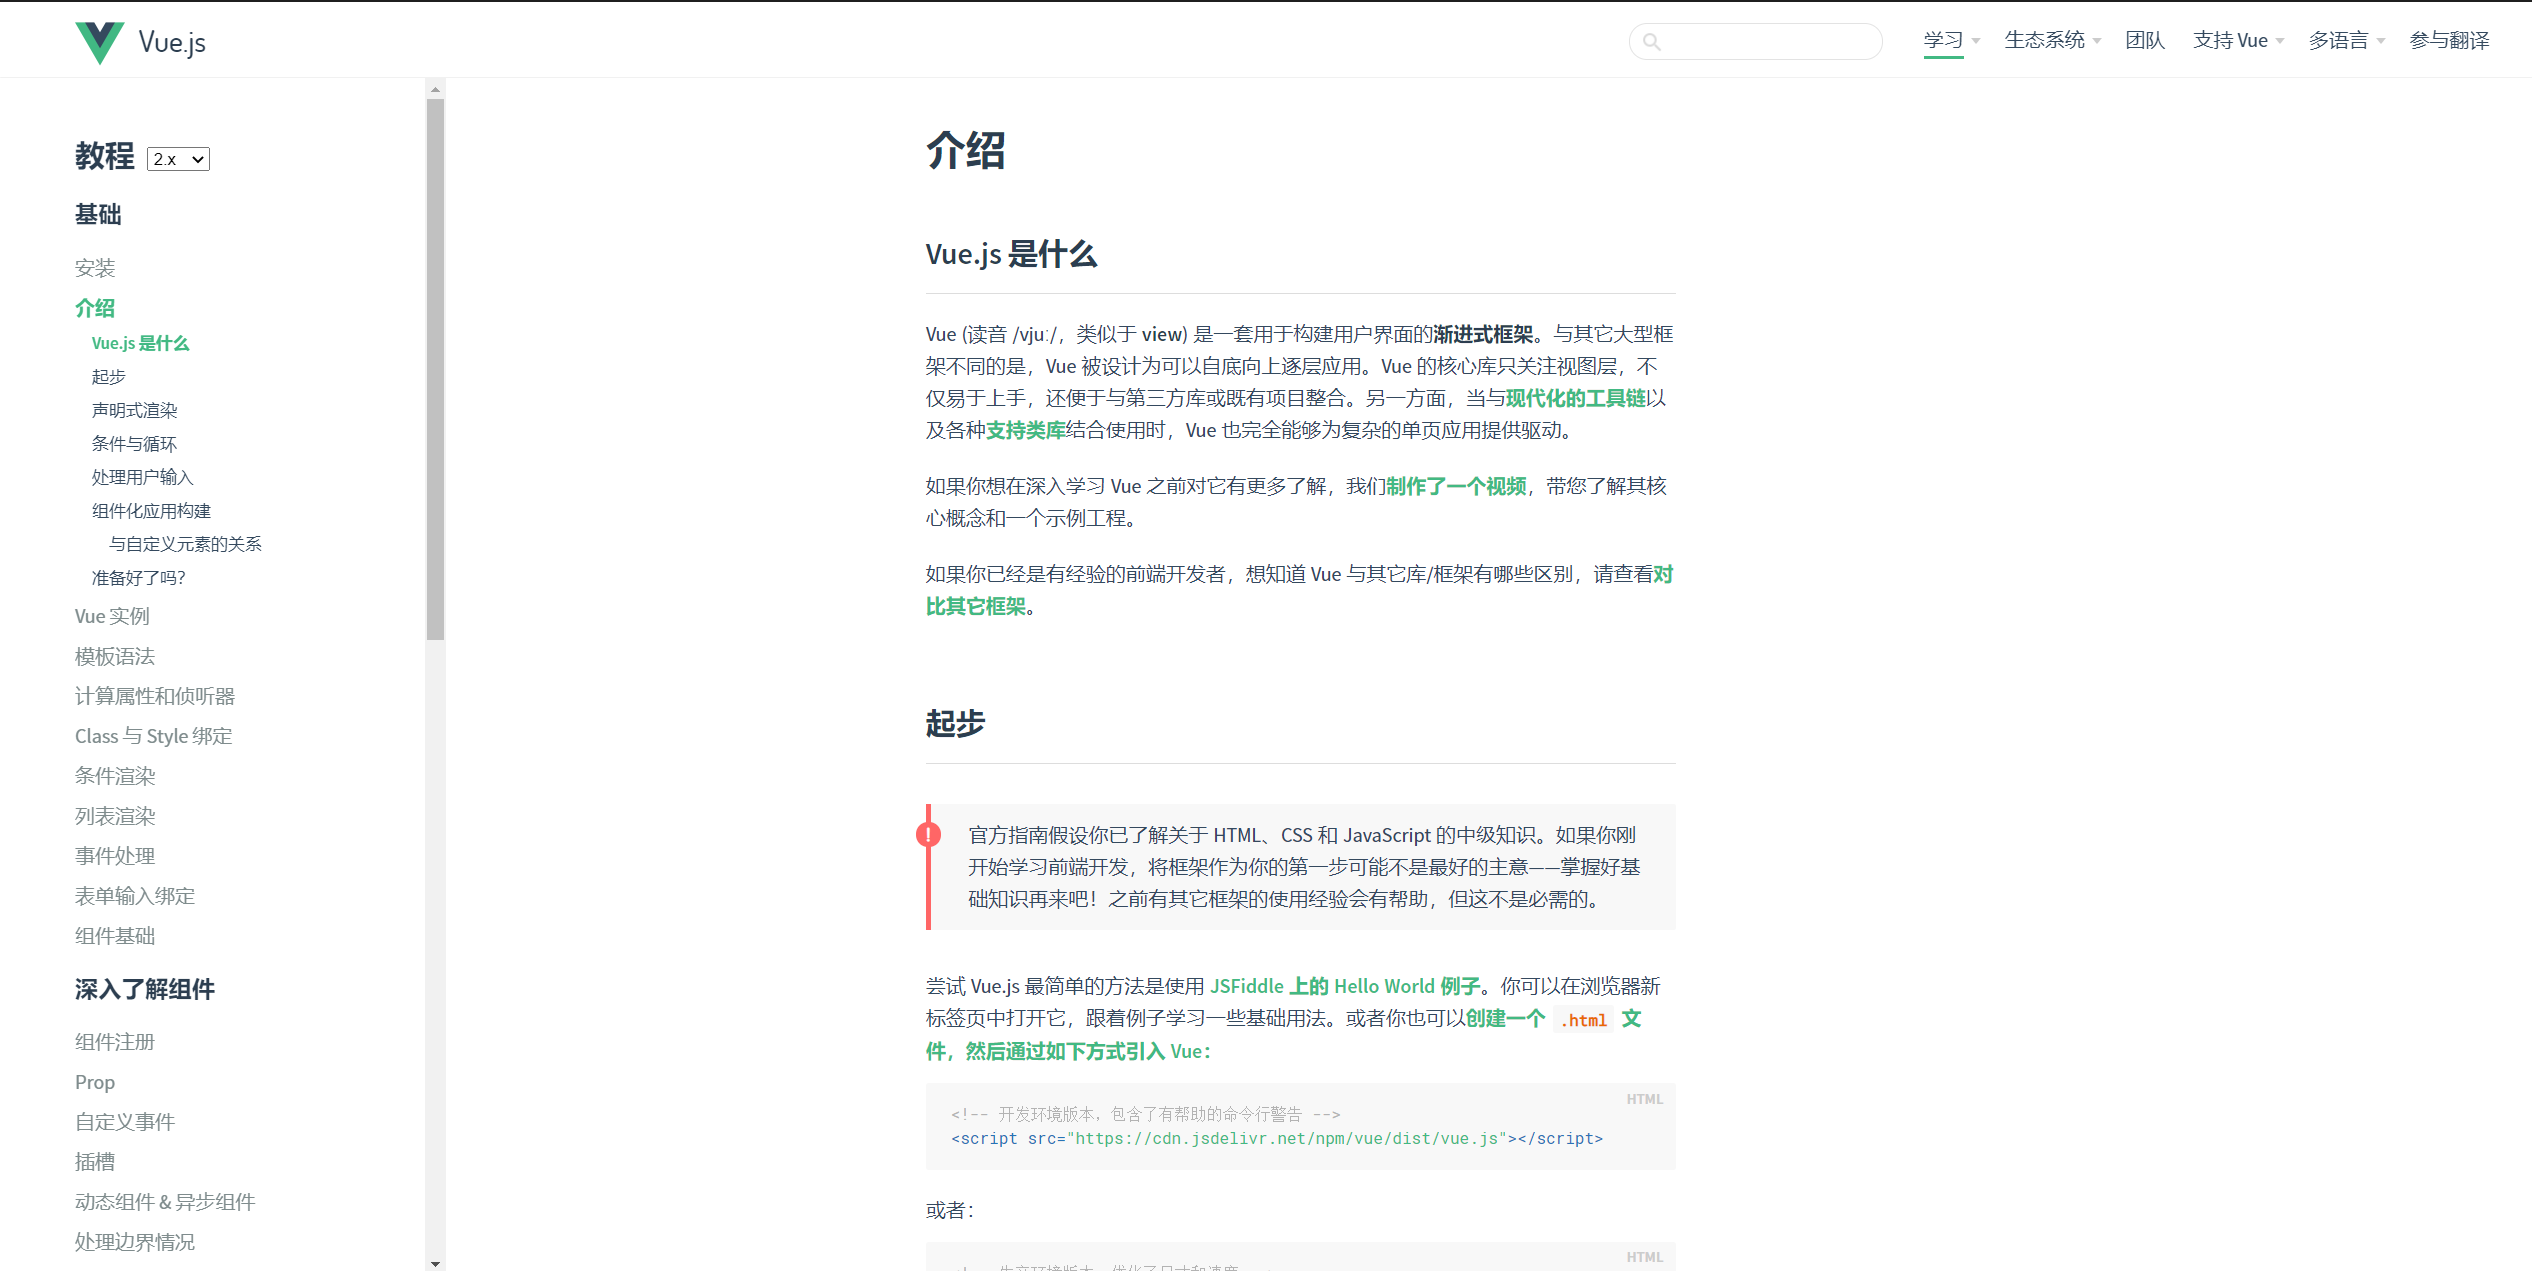 Vue.js
学习
生态系统
团队
支持 Vue
多语言
参与翻译
教程 2.x
基础
安装
介绍
Vue.js 是什么
起步
声明式渲染
条件与循环
处理用户输入
组件化应用构建
与自定义元素的关系
准备好了吗？
Vue 实例
模板语法
计算属性和侦听器
Class 与 Style 绑定
条件渲染
列表渲染
事件处理
表单输入绑定
组件基础
深入了解组件
组件注册
Prop
自定义事件
插槽
动态组件 & 异步组件
处理边界情况
介绍
Vue.js 是什么
Vue (读音 /vjuː/，类似于 view) 是一套用于构建用户界面的渐进式框架。与其它大型框
架不同的是，Vue 被设计为可以自底向上逐层应用。Vue 的核心库只关注视图层，不
仅易于上手，还便于与第三方库或既有项目整合。另一方面，当与现代化的工具链以
及各种支持类库结合使用时，Vue 也完全能够为复杂的单页应用提供驱动。
如果你想在深入学习 Vue 之前对它有更多了解，我们制作了一个视频，带您了解其核
心概念和一个示例工程。
如果你已经是有经验的前端开发者，想知道 Vue 与其它库/框架有哪些区别，请查看对
比其它框架。
起步
官方指南假设你已了解关于 HTML、CSS 和 JavaScript 的中级知识。如果你刚
开始学习前端开发，将框架作为你的第一步可能不是最好的主意——掌握好基
础知识再来吧！之前有其它框架的使用经验会有帮助，但这不是必需的。
尝试 Vue.js 最简单的方法是使用 JSFiddle 上的 Hello World 例子。你可以在浏览器新
标签页中打开它，跟着例子学习一些基础用法。或者你也可以创建一个 .html 文
件，然后通过如下方式引入 Vue：
HTML
<!-- 开发环境版本，包含了有帮助的命令行警告 -->
<script src="https://cdn.jsdelivr.net/npm/vue/dist/vue.js"></script>
或者：
HTML